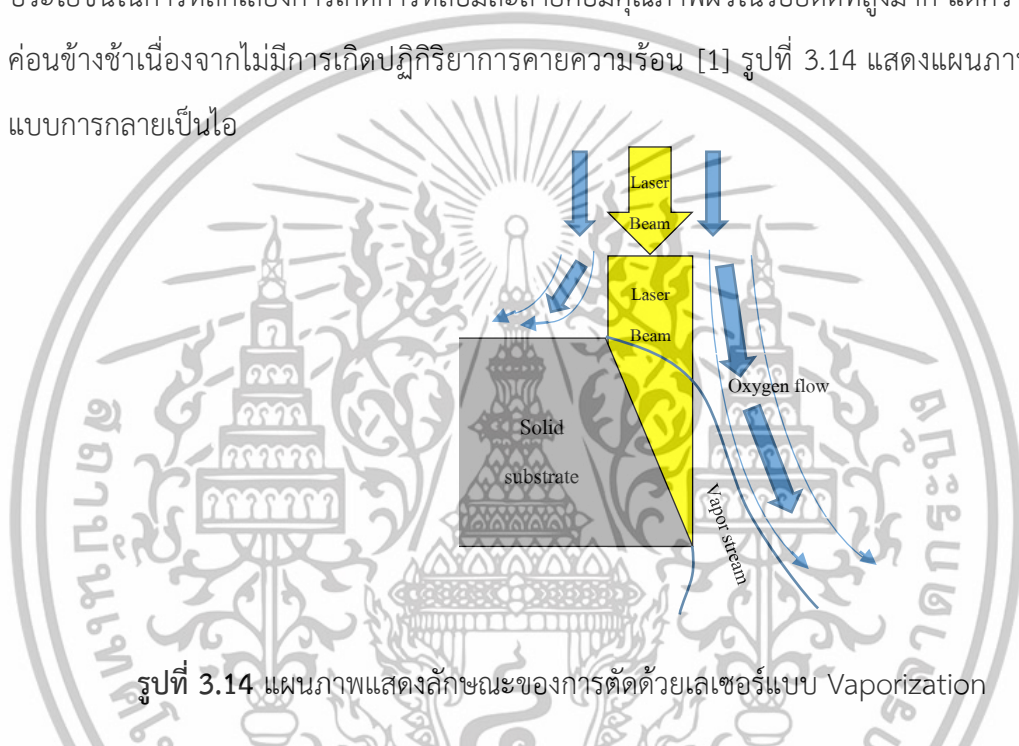 ค่อนข้างช้าเนื่องจากไม่มีการเกิดปฏิกิริยาการคายความร้อน [1] รูปที่ 3.14 แสดงแผนภาพ
แบบการกลายเป็นไอ
Laser
Beam
Laser
Beam
Oxygen flow
Solid
substrate
Vapor stream
รูปที่ 3.14 แผนภาพแสดงลักษณะของการตัดด้วยเลเซอร์แบบ Vaporization